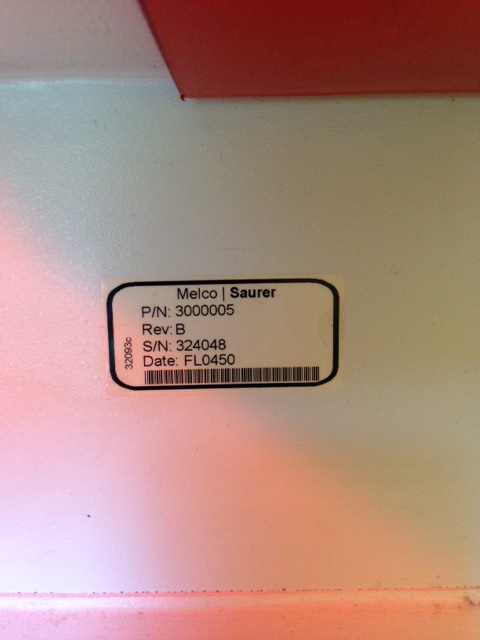 Melco | Saurer
P/N: 3000005
Rev: B
S/N: 324048
Date: FL0450
32093c